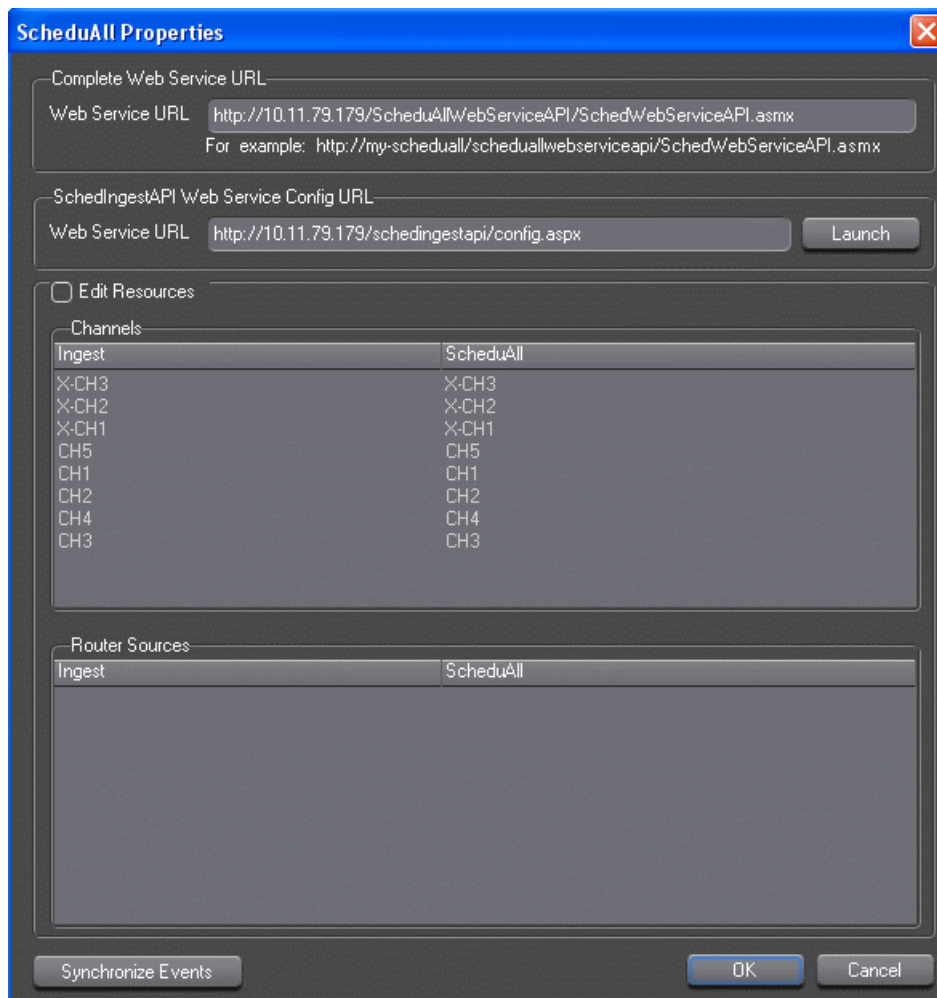 ScheduAll Properties
Complete Web Service URL
Web Service URL http://10.11.79.179/ScheduAllWebServiceAPI/SchedWebServiceAPI.asmx
For example: http://my-scheduall/scheduallwebserviceapi/SchedWebServiceAPI.asmx
SchedIngestAPI Web Service Config URL
Web Service URL http://10.11.79.179/schedingestapi/config.aspx Launch
Edit Resources
Channels
Ingest ScheduAll
X-CH3 X-CH3
X-CH2 X-CH2
X-CH1 X-CH1
CH5 CH5
CH1 CH1
CH2 CH2
CH4 CH4
CH3 CH3
Router Sources
Ingest ScheduAll
Synchronize Events OK Cancel